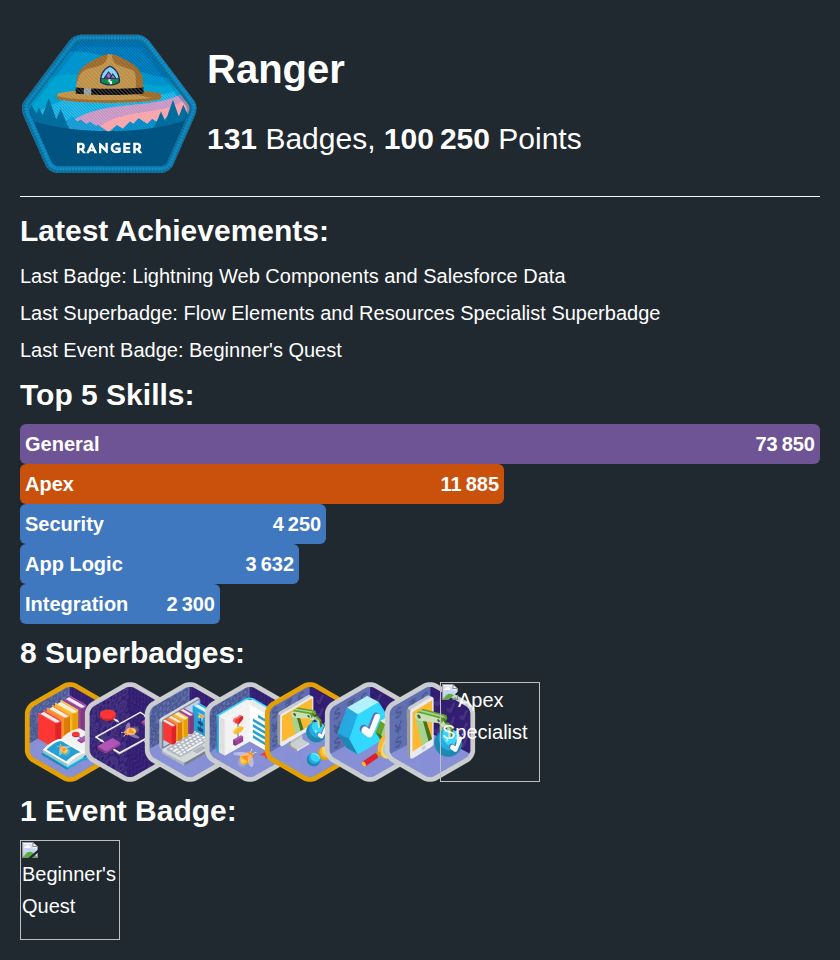 RANGER
Ranger
131 Badges, 100 250 Points
Latest Achievements:
Last Badge: Lightning Web Components and Salesforce Data
Last Superbadge: Flow Elements and Resources Specialist Superbadge
Last Event Badge: Beginner's Quest
Top 5 Skills:
General 73 850
Apex 11 885
Security 4 250
App Logic 3 632
Integration 2 300
8 Superbadges:
Apex
Specialist
1 Event Badge:
Beginner's
Quest